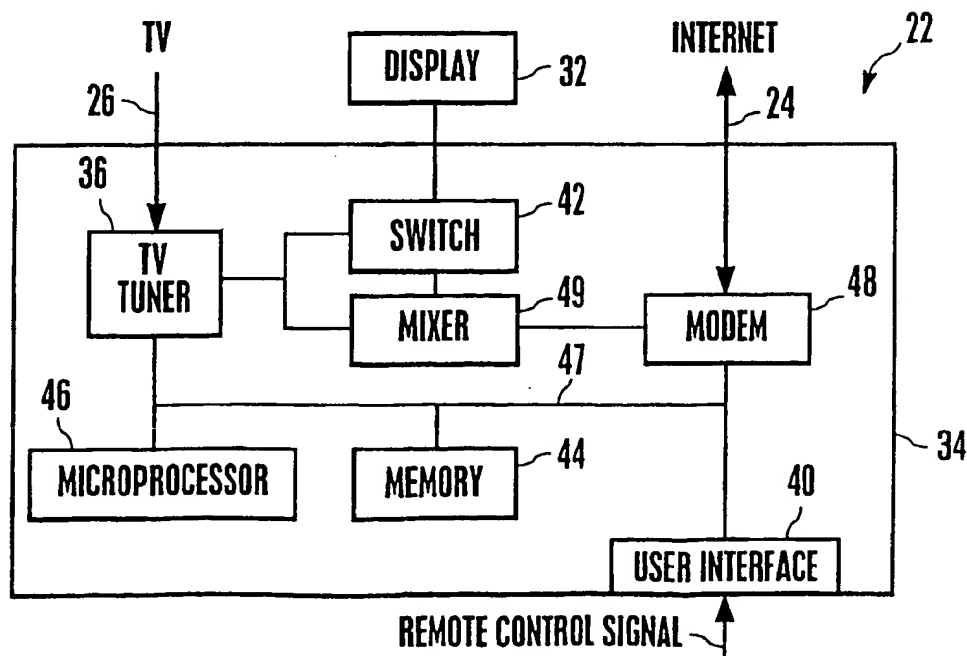 TV
DISPLAY
32
INTERNET
22
26
24
36
TV
TUNER
SWITCH
42
MIXER
49
MODEM
48
47
46
MICROPROCESSOR
MEMORY
44
34
40
USER INTERFACE
REMOTE CONTROL SIGNAL